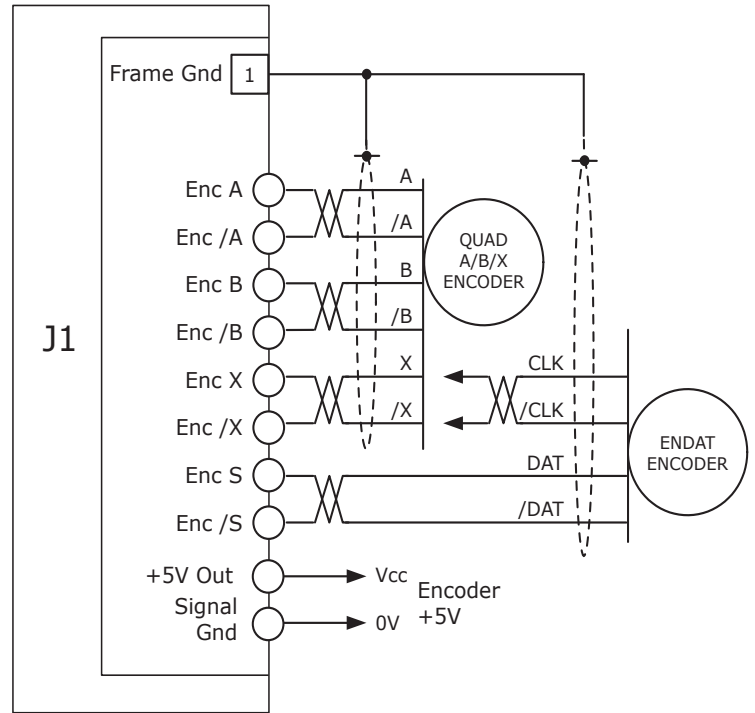 Frame Gnd 1
Enc A
A
Enc /A
/A
QUAD
A/B/X
ENCODER
Enc B
B
Enc /B
/B
J1
Enc X
X
CLK
Enc /X
/X
/CLK
ENDAT
ENCODER
Enc S
DAT
Enc /S
/DAT
+5V Out
Vcc
Encoder
+5V
Signal
Gnd
0V